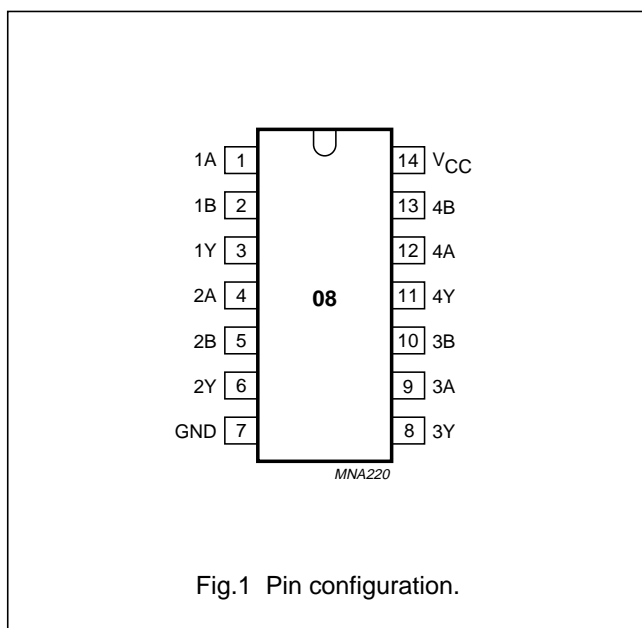 1A 1 14 VCC
1B 2 13 4B
1Y 3 12 4A
2A 4 08 11 4Y
2B 5 10 3B
2Y 6 9 3A
GND 7 8 3Y
MNA220
Fig.1 Pin configuration.